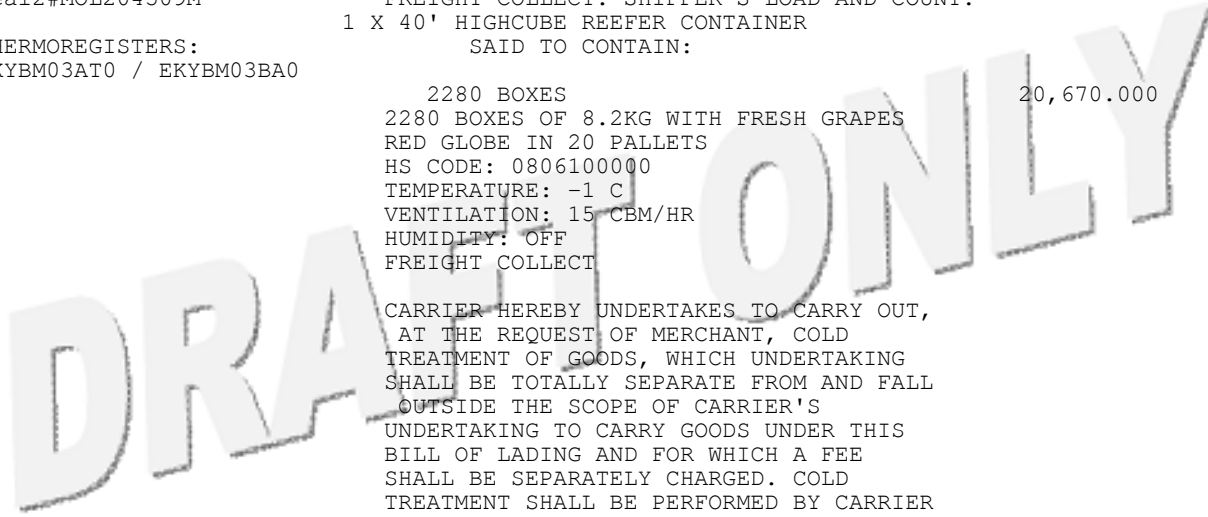 FREIGHT COLLECT. SHIPPER'S LOAD AND COUNT.
1 X 40' HIGHCUBE REEFER CONTAINER
SAID TO CONTAIN:
/ EKYBM03BA0
2280 BOXES 20,670.000
2280 BOXES OF 8.2KG WITH FRESH GRAPES
RED GLOBE IN 20 PALLETS
HS CODE: 0806100000
TEMPERATURE: -1 C
VENTILATION: 15 CBM/HR
HUMIDITY: OFF
FREIGHT COLLECT
CARRIER HEREBY UNDERTAKES TO CARRY OUT,
AT THE REQUEST OF MERCHANT, COLD
TREATMENT OF GOODS, WHICH UNDERTAKING
SHALL BE TOTALLY SEPARATE FROM AND FALL
OUTSIDE THE SCOPE OF CARRIER'S
UNDERTAKING TO CARRY GOODS UNDER THIS
BILL OF LADING AND FOR WHICH A FEE
SHALL BE SEPARATELY CHARGED. COLD
TREATMENT SHALL BE PERFORMED BY CARRIER
DRAFT ONLY